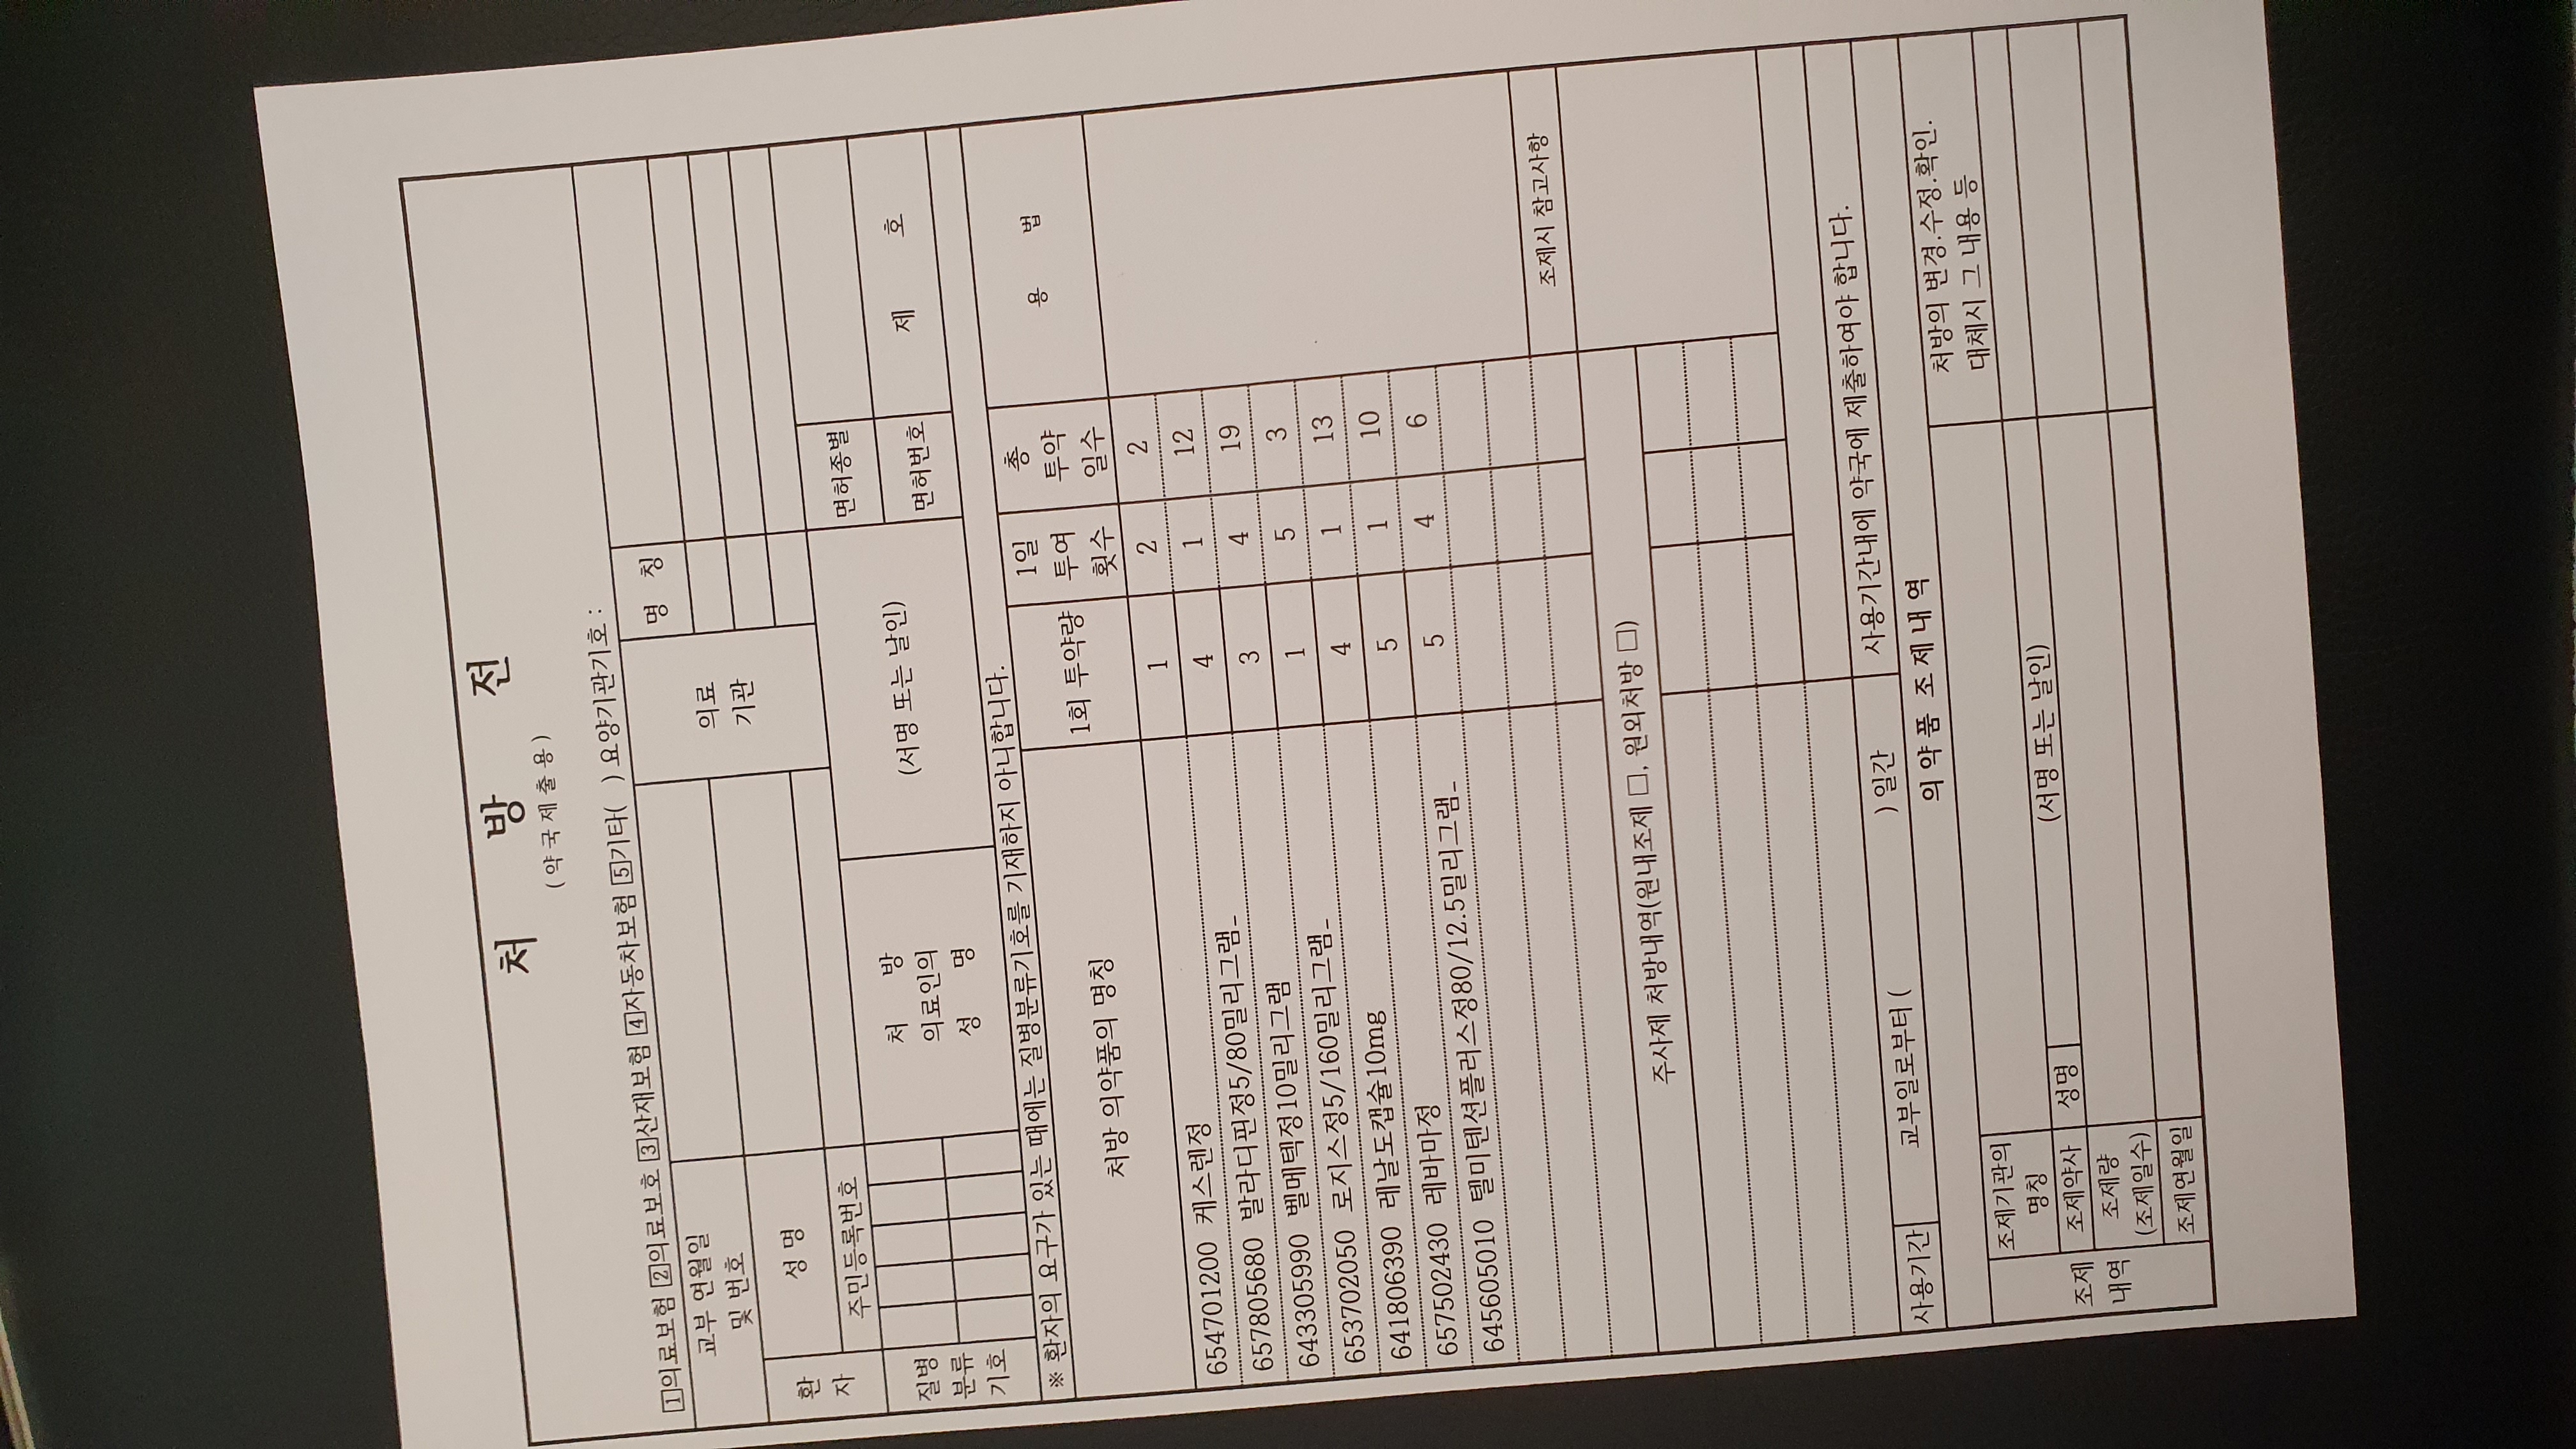 처 방 전
(약국제출용)
1의료보험 2의료보호 3산재보험 4자동차보험 5기타( ) 요양기관기호 :
교부 연월일
및 번호
의료
기관
명 칭
환
자
성 명
주민등록번호
질병
분류
기호
처 방
의료인의
성 명
(서명 또는 날인)
면허종별
면허번호
제 호
※ 환자의 요구가 있는 때에는 질병분류기호를 기재하지 아니합니다.
처방 의약품의 명칭
1회 투약량
1일
투여
횟수
총
투약
일수
용 법
654701200 케스렌정 1 2 2
657805680 발라디핀정5/80밀리그램_ 4 1 12
643305990 벨메텍정10밀리그램 3 4 19
653702050 로지스정5/160밀리그램_ 1 5 3
641806390 레날도캡슐10mg 4 1 13
657502430 레바마정 5 1 10
645605010 텔미텐션플러스정80/12.5밀리그램_ 5 4 6
조제시 참고사항
주사제 처방내역(원내조제 □, 원외처방 □)
사용기간
교부일로부터 ( ) 일간
사용기간내에 약국에 제출하여야 합니다.
의 약 품 조 제 내 역
조제
내역
조제기관의
명칭
처방의 변경.수정.확인.
대체시 그 내용 등
조제약사
성명
(서명 또는 날인)
조제량
(조제일수)
조제연월일